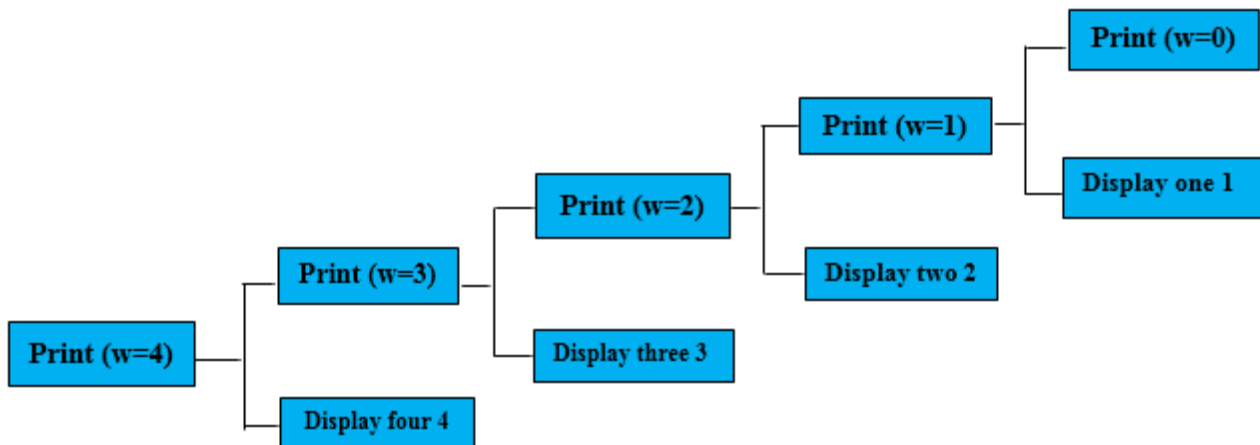 Print (w=0)
Print (w=1)
Display one 1
Print (w=2)
Display two 2
Print (w=3)
Display three 3
Print (w=4)
Display four 4